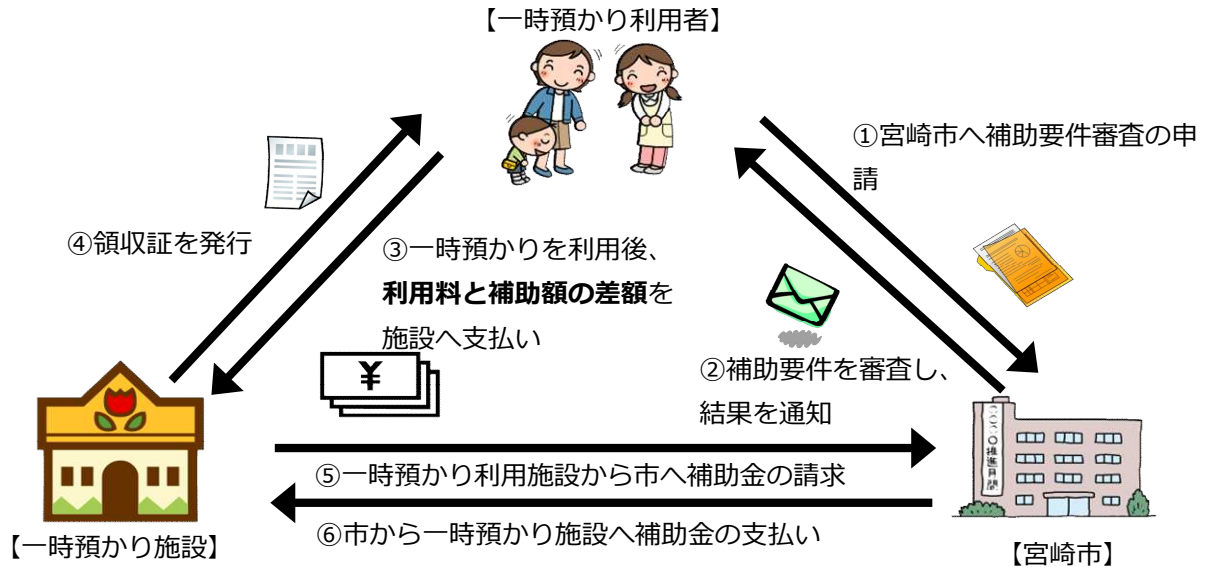 【一時預かり利用者】
①宮崎市へ補助要件審査の申
請
④領収証を発行
③一時預かりを利用後、
利用料と補助額の差額を
施設へ支払い
¥
②補助要件を審査し、
結果を通知
⑤一時預かり利用施設から市へ補助金の請求
⑥市から一時預かり施設へ補助金の支払い
【一時預かり施設】
【宮崎市】